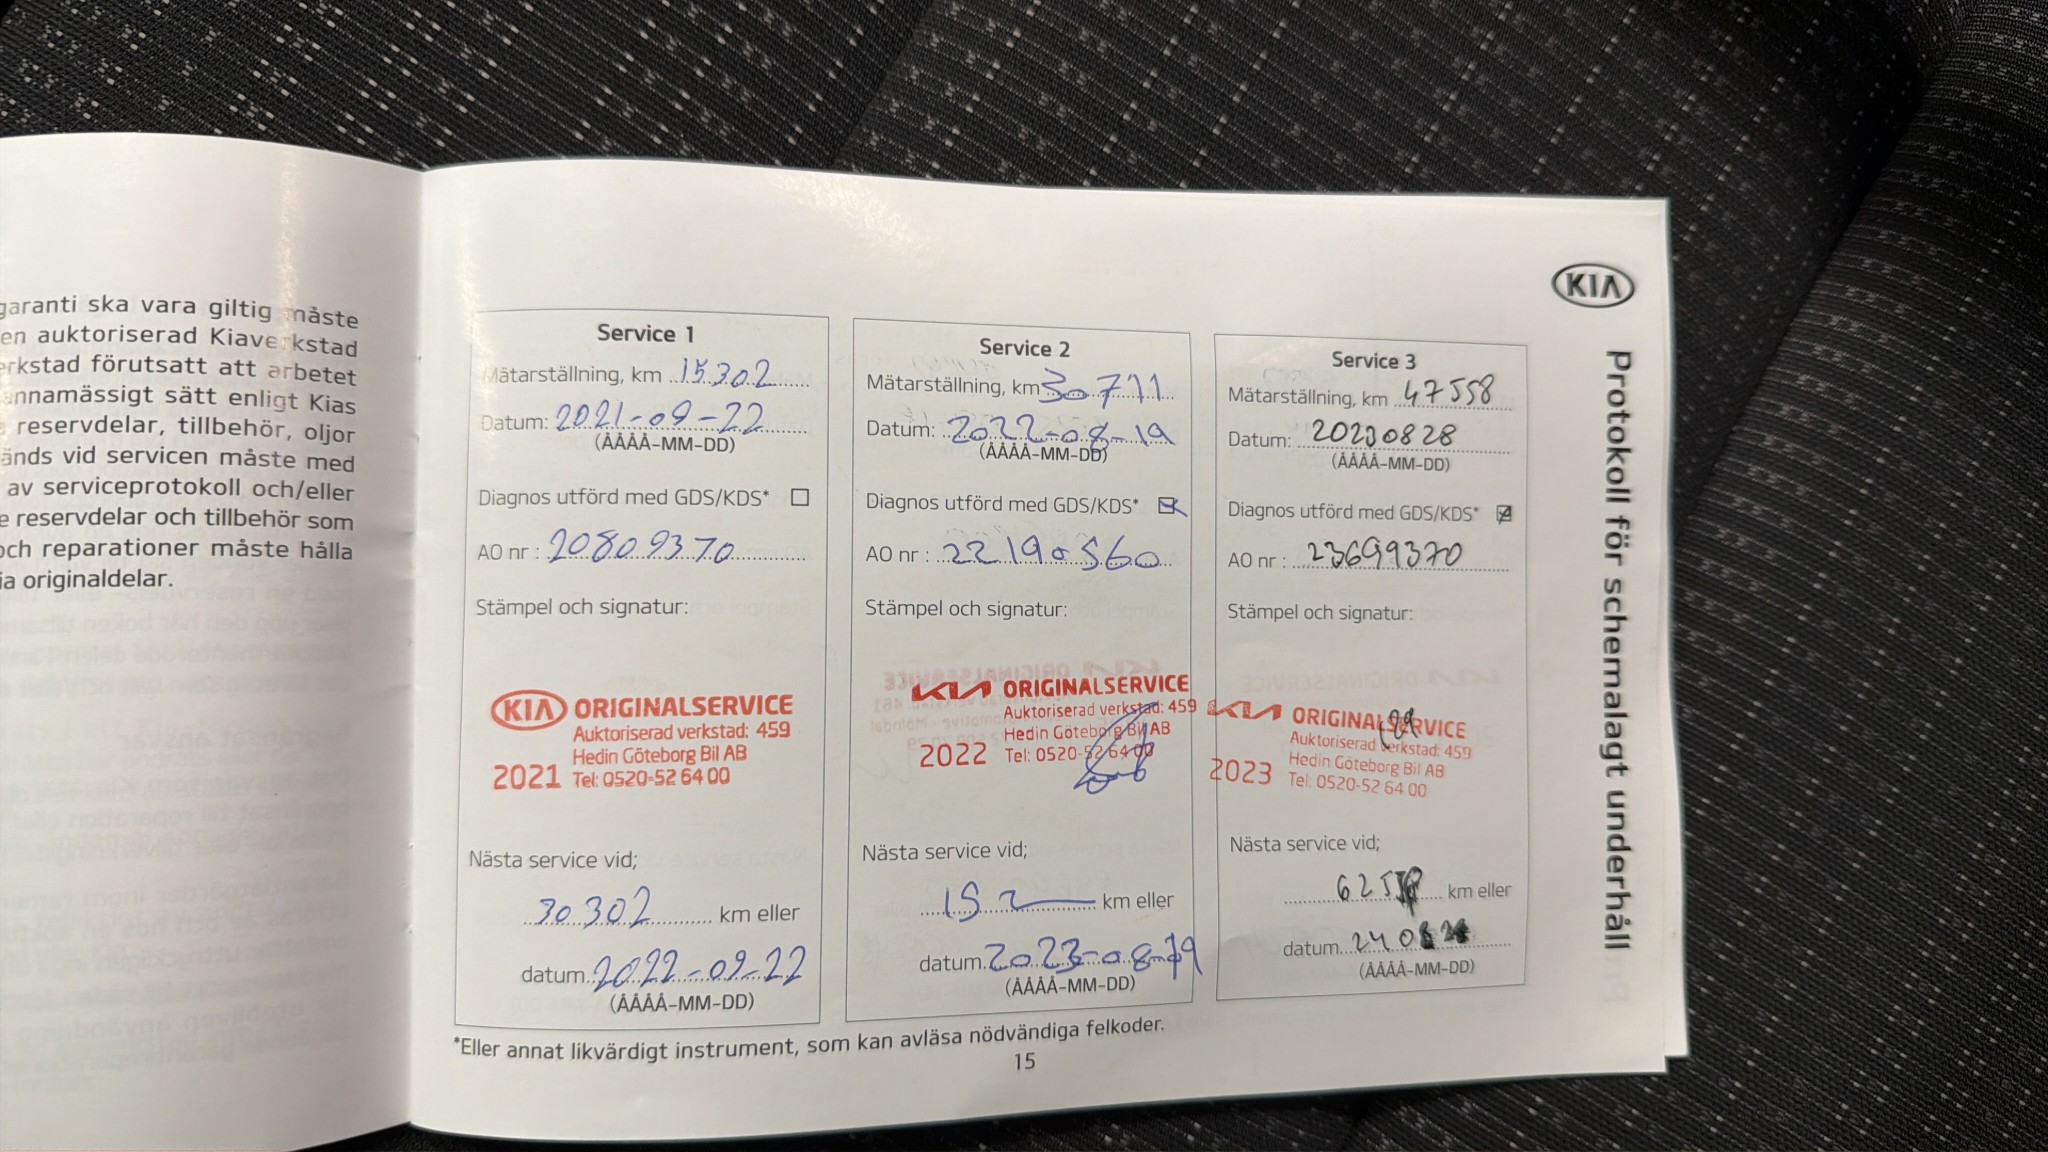 garanti ska vara giltig måste
en auktoriserad Kiaverkstad
rkstad förutsatt att arbetet
nnamässigt sätt enligt Kias
reservdelar, tillbehör, oljor
änds vid servicen måste med
av serviceprotokoll och/eller
e reservdelar och tillbehör som
och reparationer måste hålla
ia originaldelar.
KIA
Protokoll för schemalagt underhåll
Service 1
Mätarställning, km 15302
Datum: 2021-09-22
(ÅÅÅÅ-MM-DD)
Diagnos utförd med GDS/KDS*
AO nr : 20809370
Stämpel och signatur:
KIA ORIGINALSERVICE
Auktoriserad verkstad: 459
Hedin Göteborg Bil AB
2021 Tel: 0520-52 64 00
Nästa service vid;
30302 km eller
datum 2022-09-22
(ÅÅÅÅ-MM-DD)
Service 2
Mätarställning, km 30711
Datum: 2022-08-19
(ÅÅÅÅ-MM-DD)
Diagnos utförd med GDS/KDS*
AO nr : 22190560
Stämpel och signatur:
KIA ORIGINALSERVICE
Auktoriserad verkstad: 459
Hedin Göteborg Bil AB
2022 Tel: 0520-52 64 00
Nästa service vid;
km eller
datum 2023-08-19
(ÅÅÅÅ-MM-DD)
Service 3
Mätarställning, km 47558
Datum: 20230828
(ÅÅÅÅ-MM-DD)
Diagnos utförd med GDS/KDS*
AO nr : 23699370
Stämpel och signatur:
KIA ORIGINALSERVICE
Auktoriserad verkstad: 459
Hedin Göteborg Bil AB
2023 Tel: 0520-52 64 00
Nästa service vid;
km eller
datum
(ÅÅÅÅ-MM-DD)
*Eller annat likvärdigt instrument, som kan avläsa nödvändiga felkoder.
15